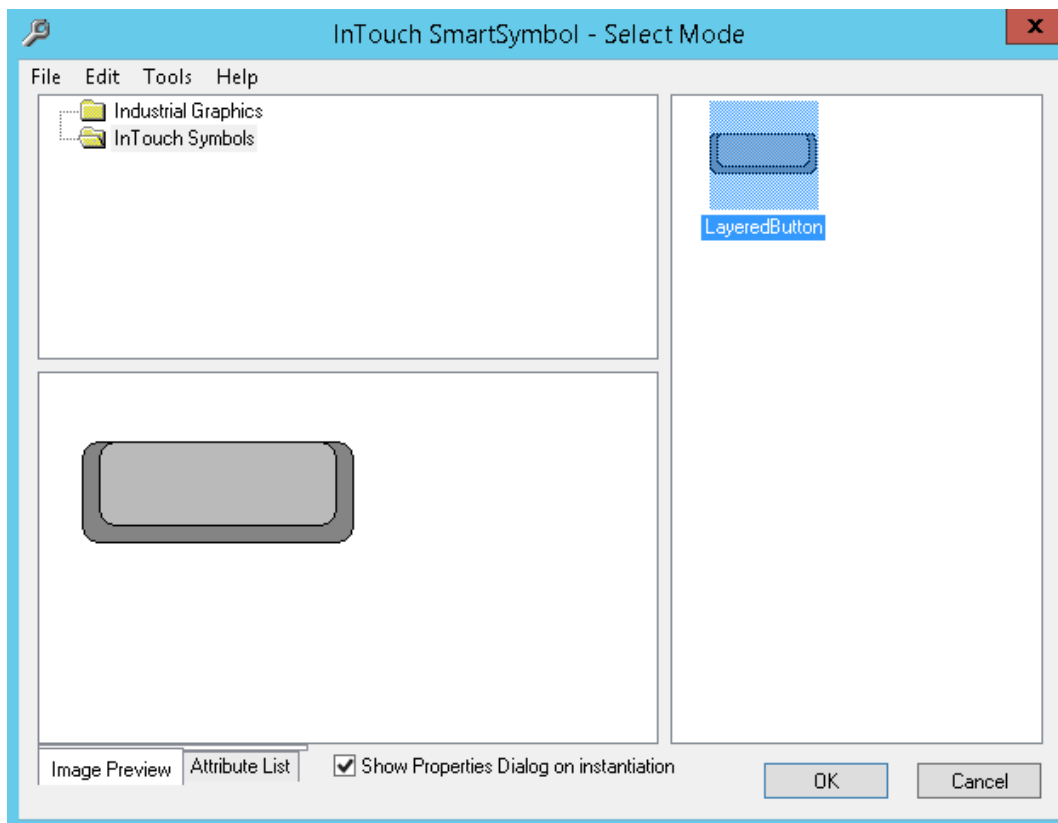 InTouch SmartSymbol - Select Mode
x
File Edit Tools Help
Industrial Graphics
InTouch Symbols
LayeredButton
Image Preview Attribute List Show Properties Dialog on instantiation
OK Cancel